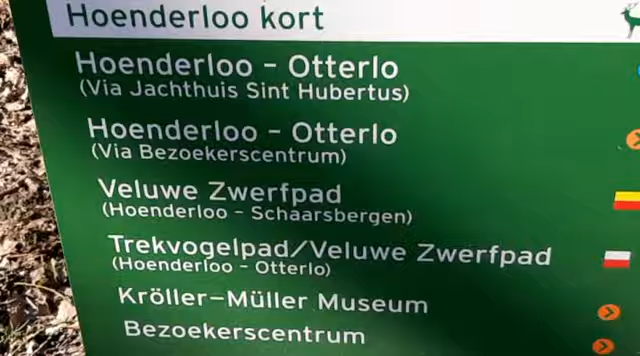 Hoenderloo kort
Hoenderloo - Otterlo
(Via Jachthuis Sint Hubertus)
Hoenderloo - Otterlo
(Via Bezoekerscentrum)
Veluwe Zwerfpad
(Hoenderloo - Schaarsbergen)
Trekvogelpad/Veluwe Zwerfpad
(Hoenderloo - Otterlo)
Kröller-Müller Museum
Bezoekerscentrum